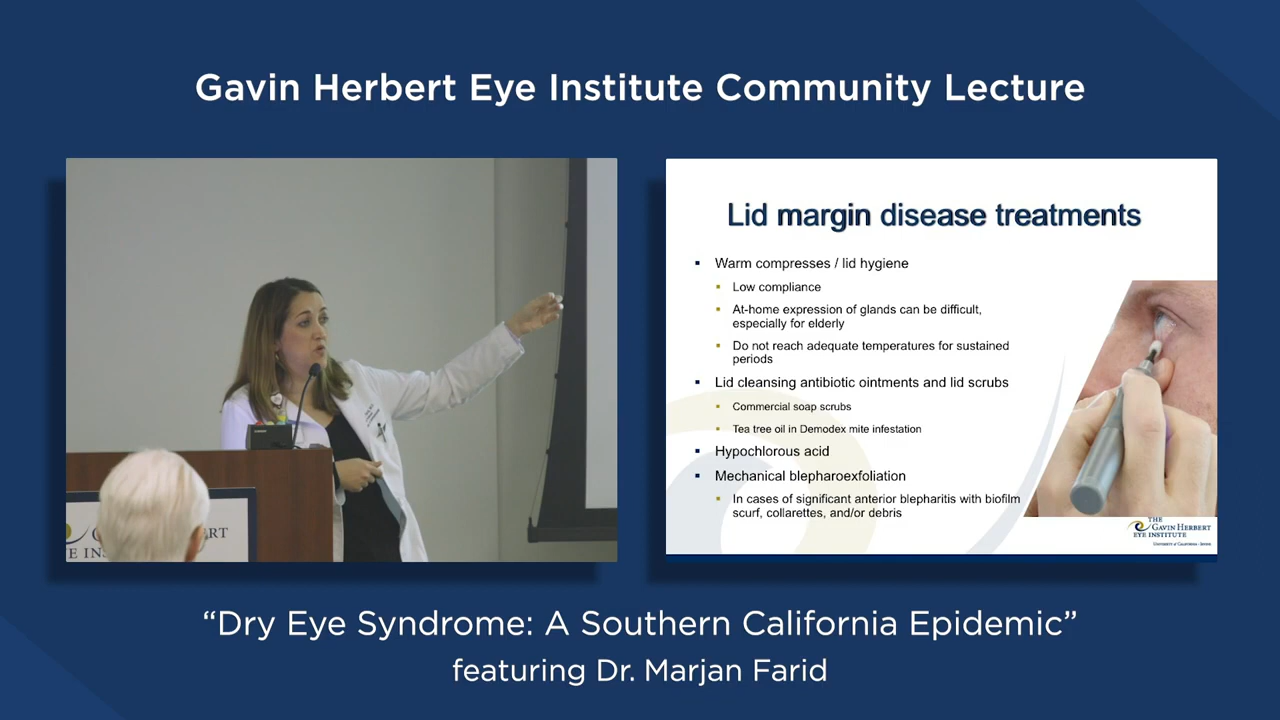 Gavin Herbert Eye Institute Community Lecture
Lid margin disease treatments
Warm compresses / lid hygiene
Low compliance
At-home expression of glands can be difficult,
especially for elderly
Do not reach adequate temperatures for sustained
periods
Lid cleansing antibiotic ointments and lid scrubs
Commercial soap scrubs
Tea tree oil in Demodex mite infestation
Hypochlorous acid
Mechanical blepharoexfoliation
In cases of significant anterior blepharitis with biofilm
scurf, collarettes, and/or debris
THE
GAVIN HERBERT
EYE INSTITUTE
UNIVERSITY of CALIFORNIA • IRVINE
“Dry Eye Syndrome: A Southern California Epidemic”
featuring Dr. Marjan Farid